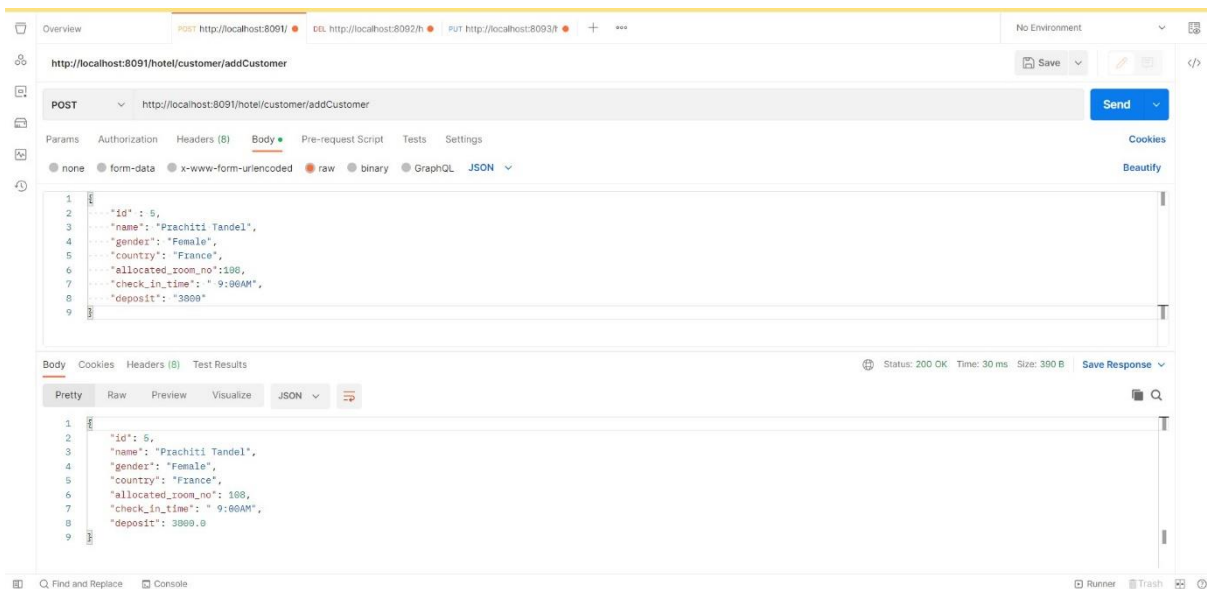 Overview
POST http://localhost:8091/
DEL http://localhost:8092/h
PUT http://localhost:8093/h
No Environment
http://localhost:8091/hotel/customer/addCustomer
Save
POST http://localhost:8091/hotel/customer/addCustomer
Send
Params Authorization Headers (8) Body Pre-request Script Tests Settings Cookies
none form-data x-www-form-urlencoded raw binary GraphQL JSON Beautify
1 {
2 "id" : 5,
3 "name": "Prachiti Tandel",
4 "gender": "Female",
5 "country": "France",
6 "allocated_room_no":108,
7 "check_in_time": " 9:00AM",
8 "deposit": "3000"
9 }
Body Cookies Headers (8) Test Results Status: 200 OK Time: 30 ms Size: 390 B Save Response
Pretty Raw Preview Visualize JSON
1 {
2 "id": 5,
3 "name": "Prachiti Tandel",
4 "gender": "Female",
5 "country": "France",
6 "allocated_room_no": 108,
7 "check_in_time": " 9:00AM",
8 "deposit": 3000.0
9 }
Find and Replace Console Runner Trash